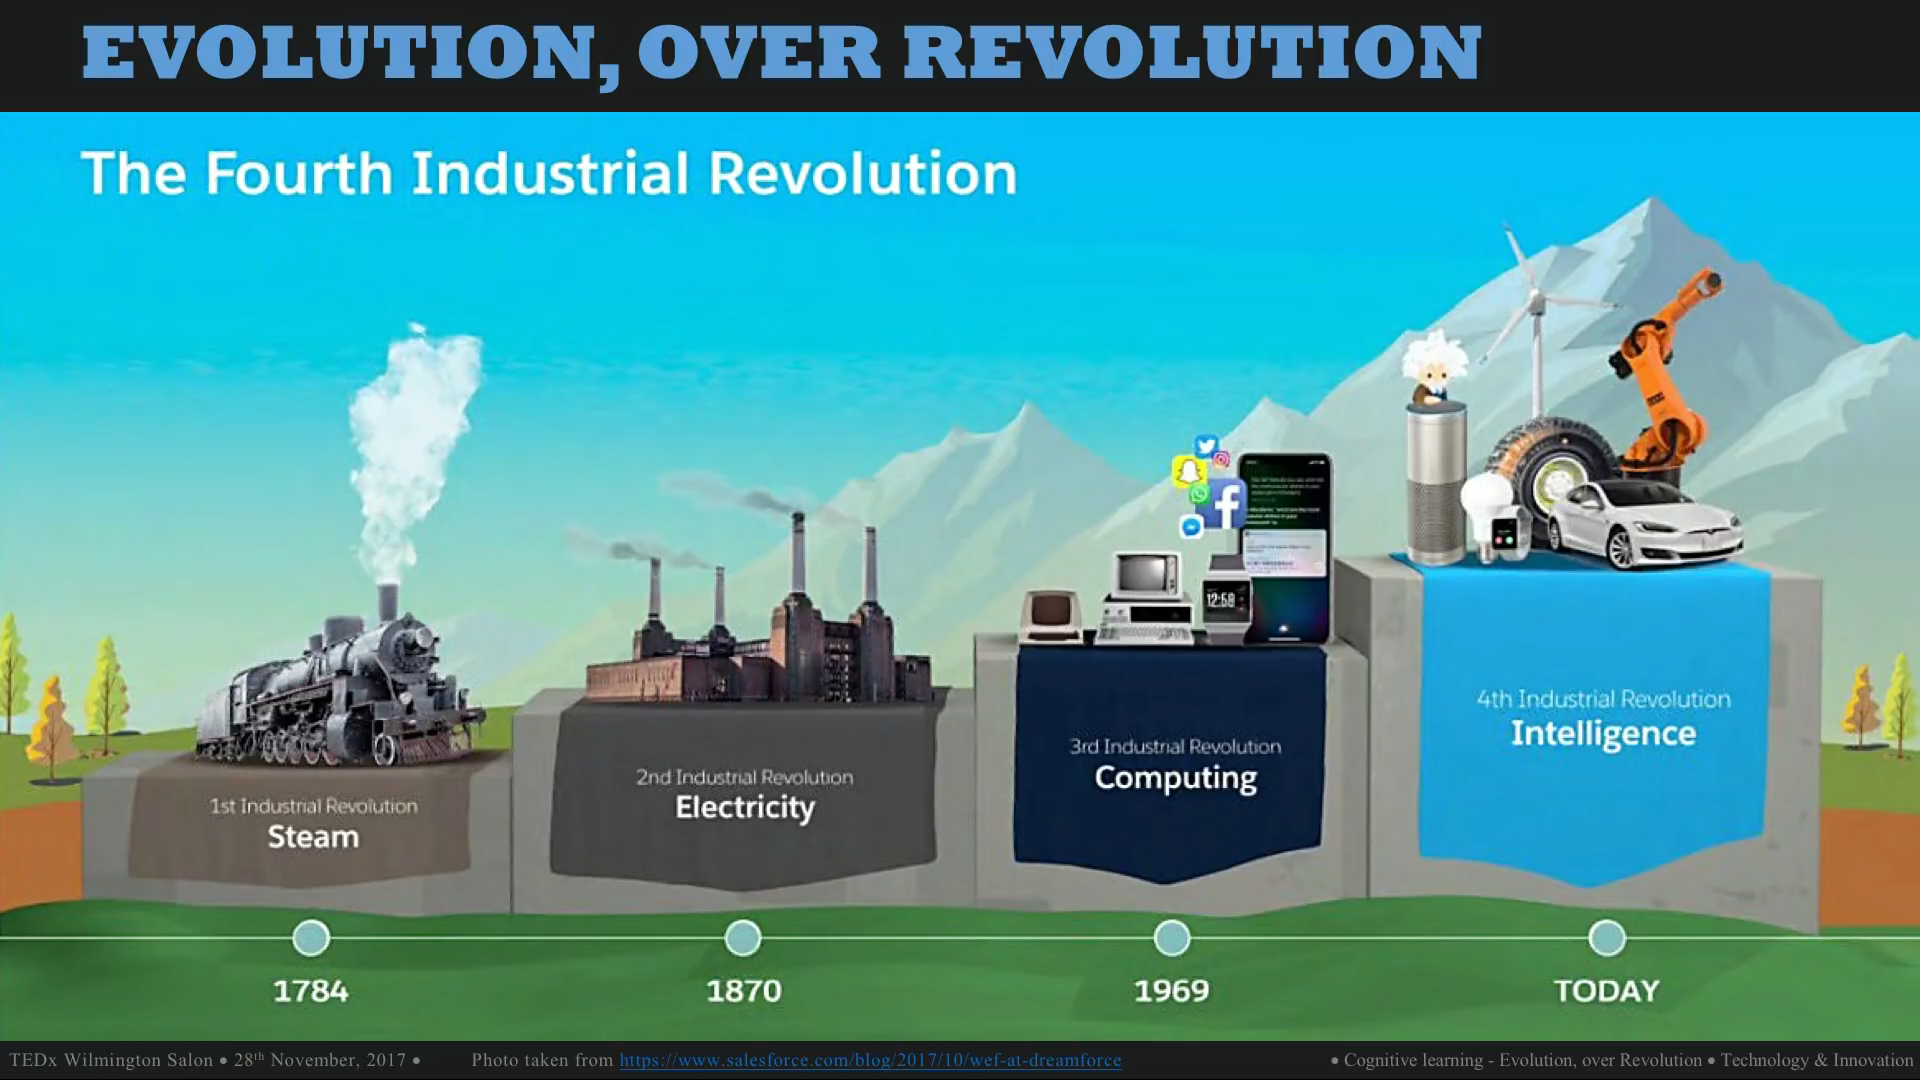 EVOLUTION, OVER REVOLUTION
The Fourth Industrial Revolution
1st Industrial Revolution
Steam
2nd Industrial Revolution
Electricity
3rd Industrial Revolution
Computing
4th Industrial Revolution
Intelligence
12:58
1784
1870
1969
TODAY
TEDx Wilmington Salon • 28th November, 2017 •
Photo taken from https://www.salesforce.com/blog/2017/10/wef-at-dreamforce
• Cognitive learning - Evolution, over Revolution • Technology & Innovation